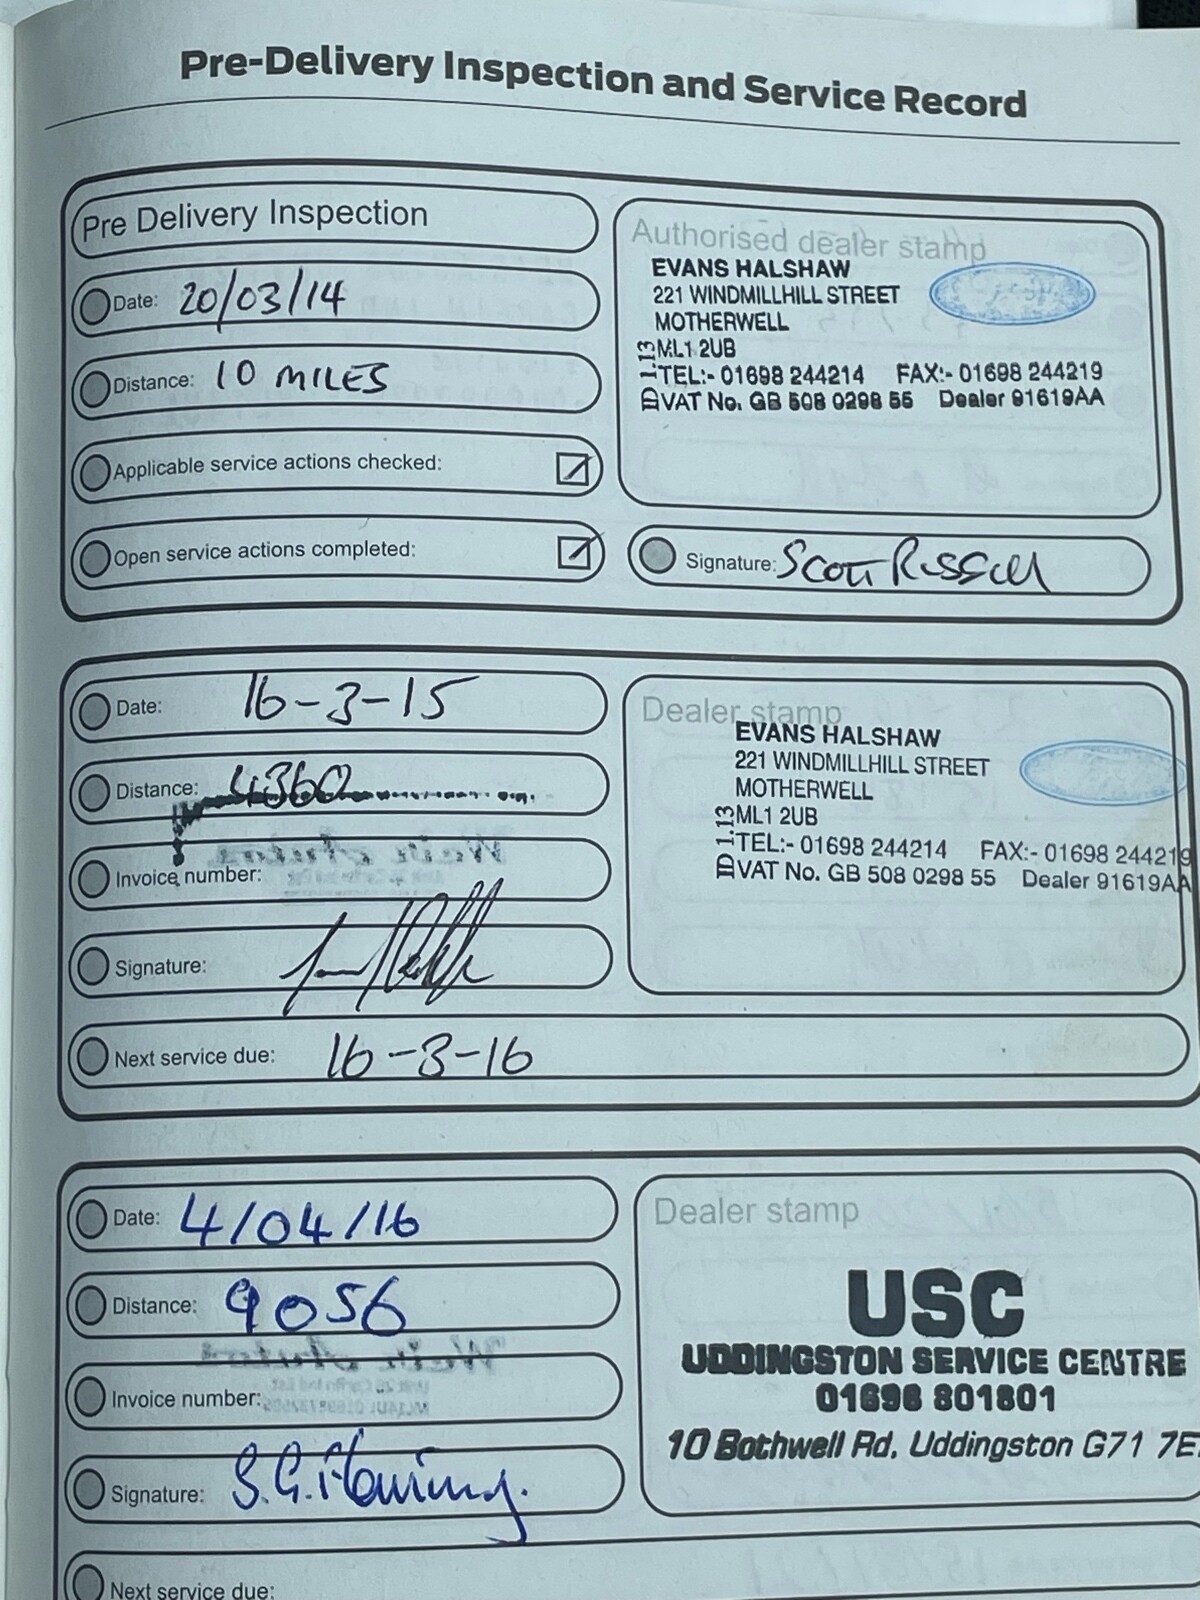 Pre-Delivery Inspection and Service Record
Pre Delivery Inspection
Date: 20/03/14
Distance: 10 MILES
Applicable service actions checked:
Open service actions completed:
Authorised dealer stamp
EVANS HALSHAW
221 WINDMILLHILL STREET
MOTHERWELL
ML1 2UB
TEL:- 01698 244214 FAX:- 01698 244219
VAT No. GB 508 0298 55 Dealer 91619AA
ID 1.13
Signature: Scott Russell
Date: 16-3-15
Distance: 4360
Invoice number:
Signature:
Next service due: 16-3-16
Dealer stamp
EVANS HALSHAW
221 WINDMILLHILL STREET
MOTHERWELL
ML1 2UB
TEL:- 01698 244214 FAX:- 01698 244219
VAT No. GB 508 0298 55 Dealer 91619AA
ID 1.13
Date: 4/04/16
Distance: 9056
Invoice number:
Signature: S.G.Fleming.
Next service due:
Dealer stamp
USC
UDDINGSTON SERVICE CENTRE
01698 801801
10 Bothwell Rd, Uddingston G71 7E